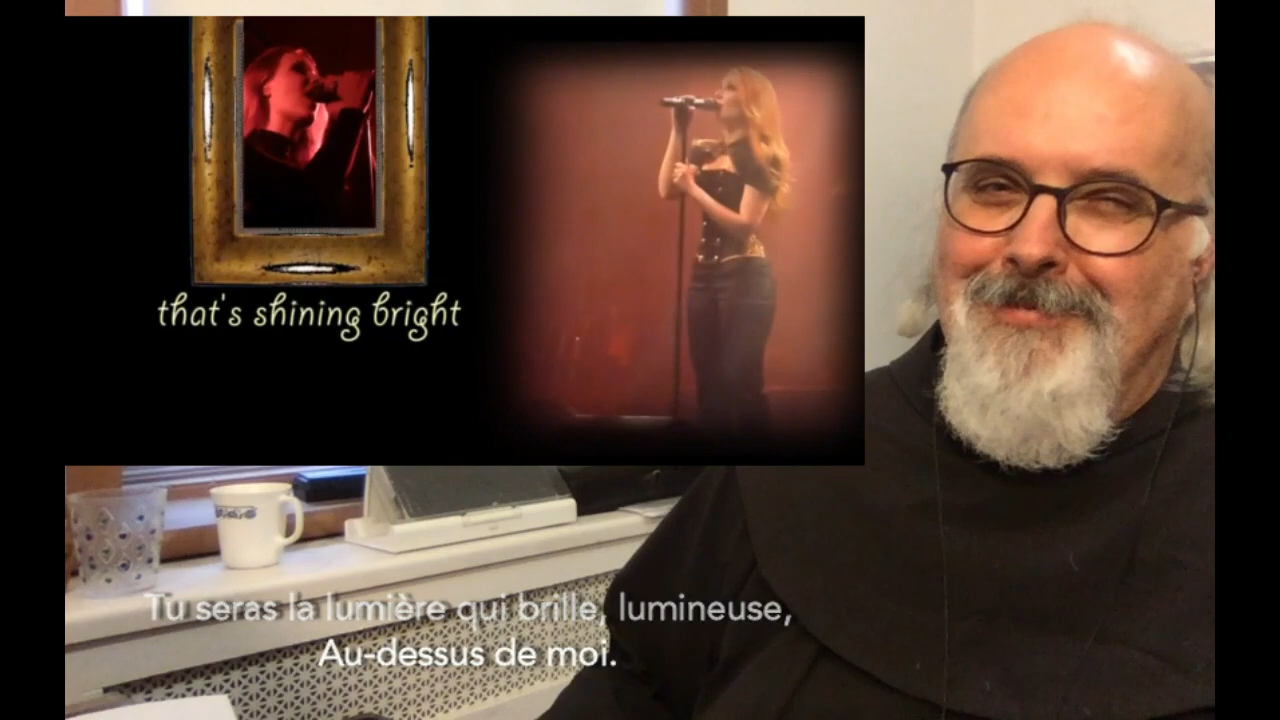 that's shining bright
Tu seras la lumière qui brille, lumineuse,
Au-dessus de moi.